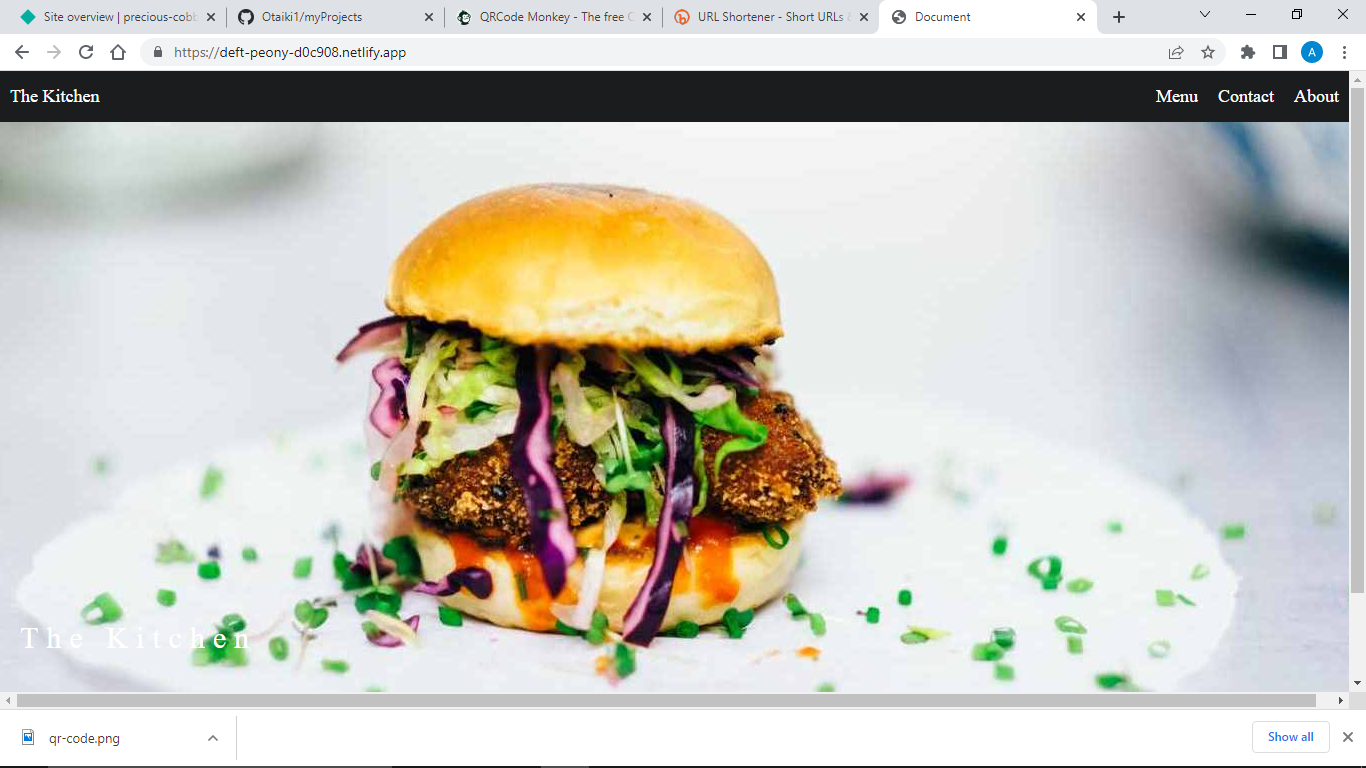 Site overview | precious-cobb
Otaiki1/myProjects
QRCode Monkey - The free C
URL Shortener - Short URLs &
Document
https://deft-peony-d0c908.netlify.app
A
The Kitchen
Menu
Contact
About
The Kitchen
qr-code.png
Show all